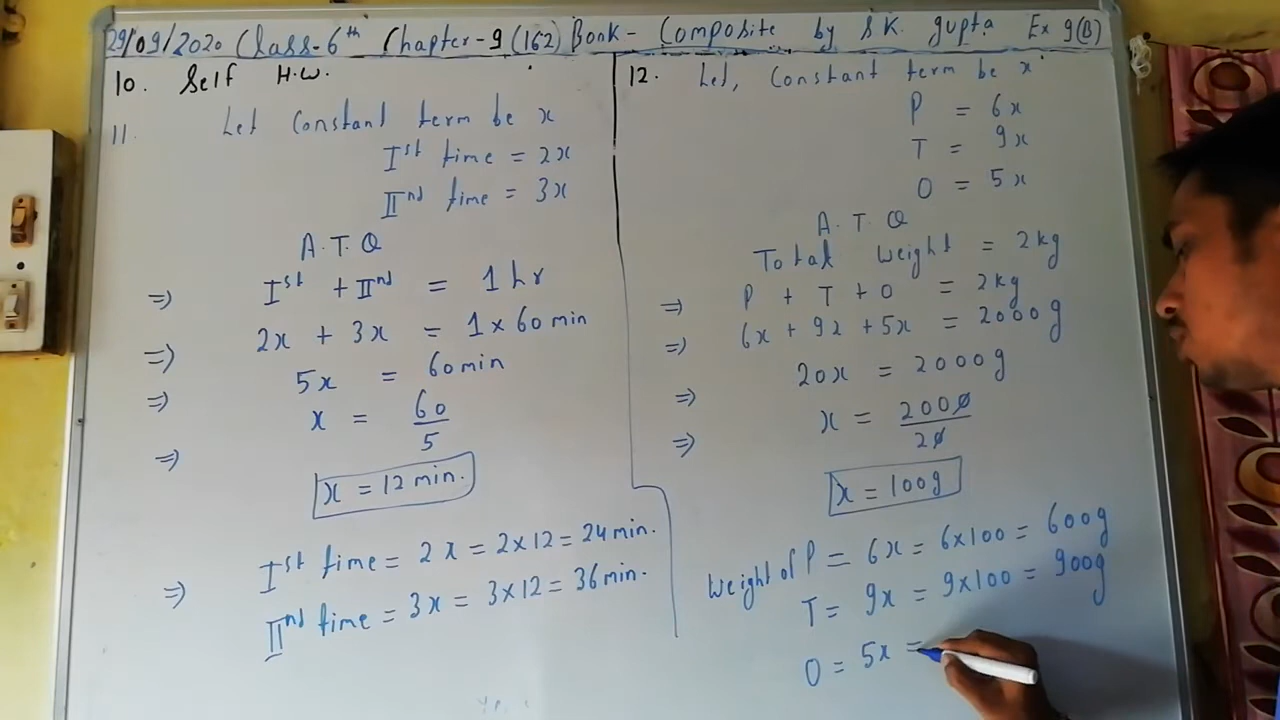 29/09/2020 Class-6th Chapter-9 (162) Book - Composite by S.K. gupta Ex 9(B)
10. Self H.W.
11. Let Constant term be x
Ist time = 2x
IInd time = 3x
A.T.Q
=> Ist + IInd = 1 hr
=> 2x + 3x = 1 × 60 min
=> 5x = 60 min
=> x = 60/5
x = 12 min.
=> Ist time = 2x = 2×12 = 24 min.
IInd time = 3x = 3×12 = 36 min.
12. Let, Constant term be x
P = 6x
T = 9x
O = 5x
A.T.Q
Total Weight = 2kg
=> P + T + O = 2kg
=> 6x + 9x + 5x = 2000g
=> 20x = 2000g
=> x = 2000/20
x = 100g
Weight of P = 6x = 6×100 = 600g
T = 9x = 9×100 = 900g
O = 5x =